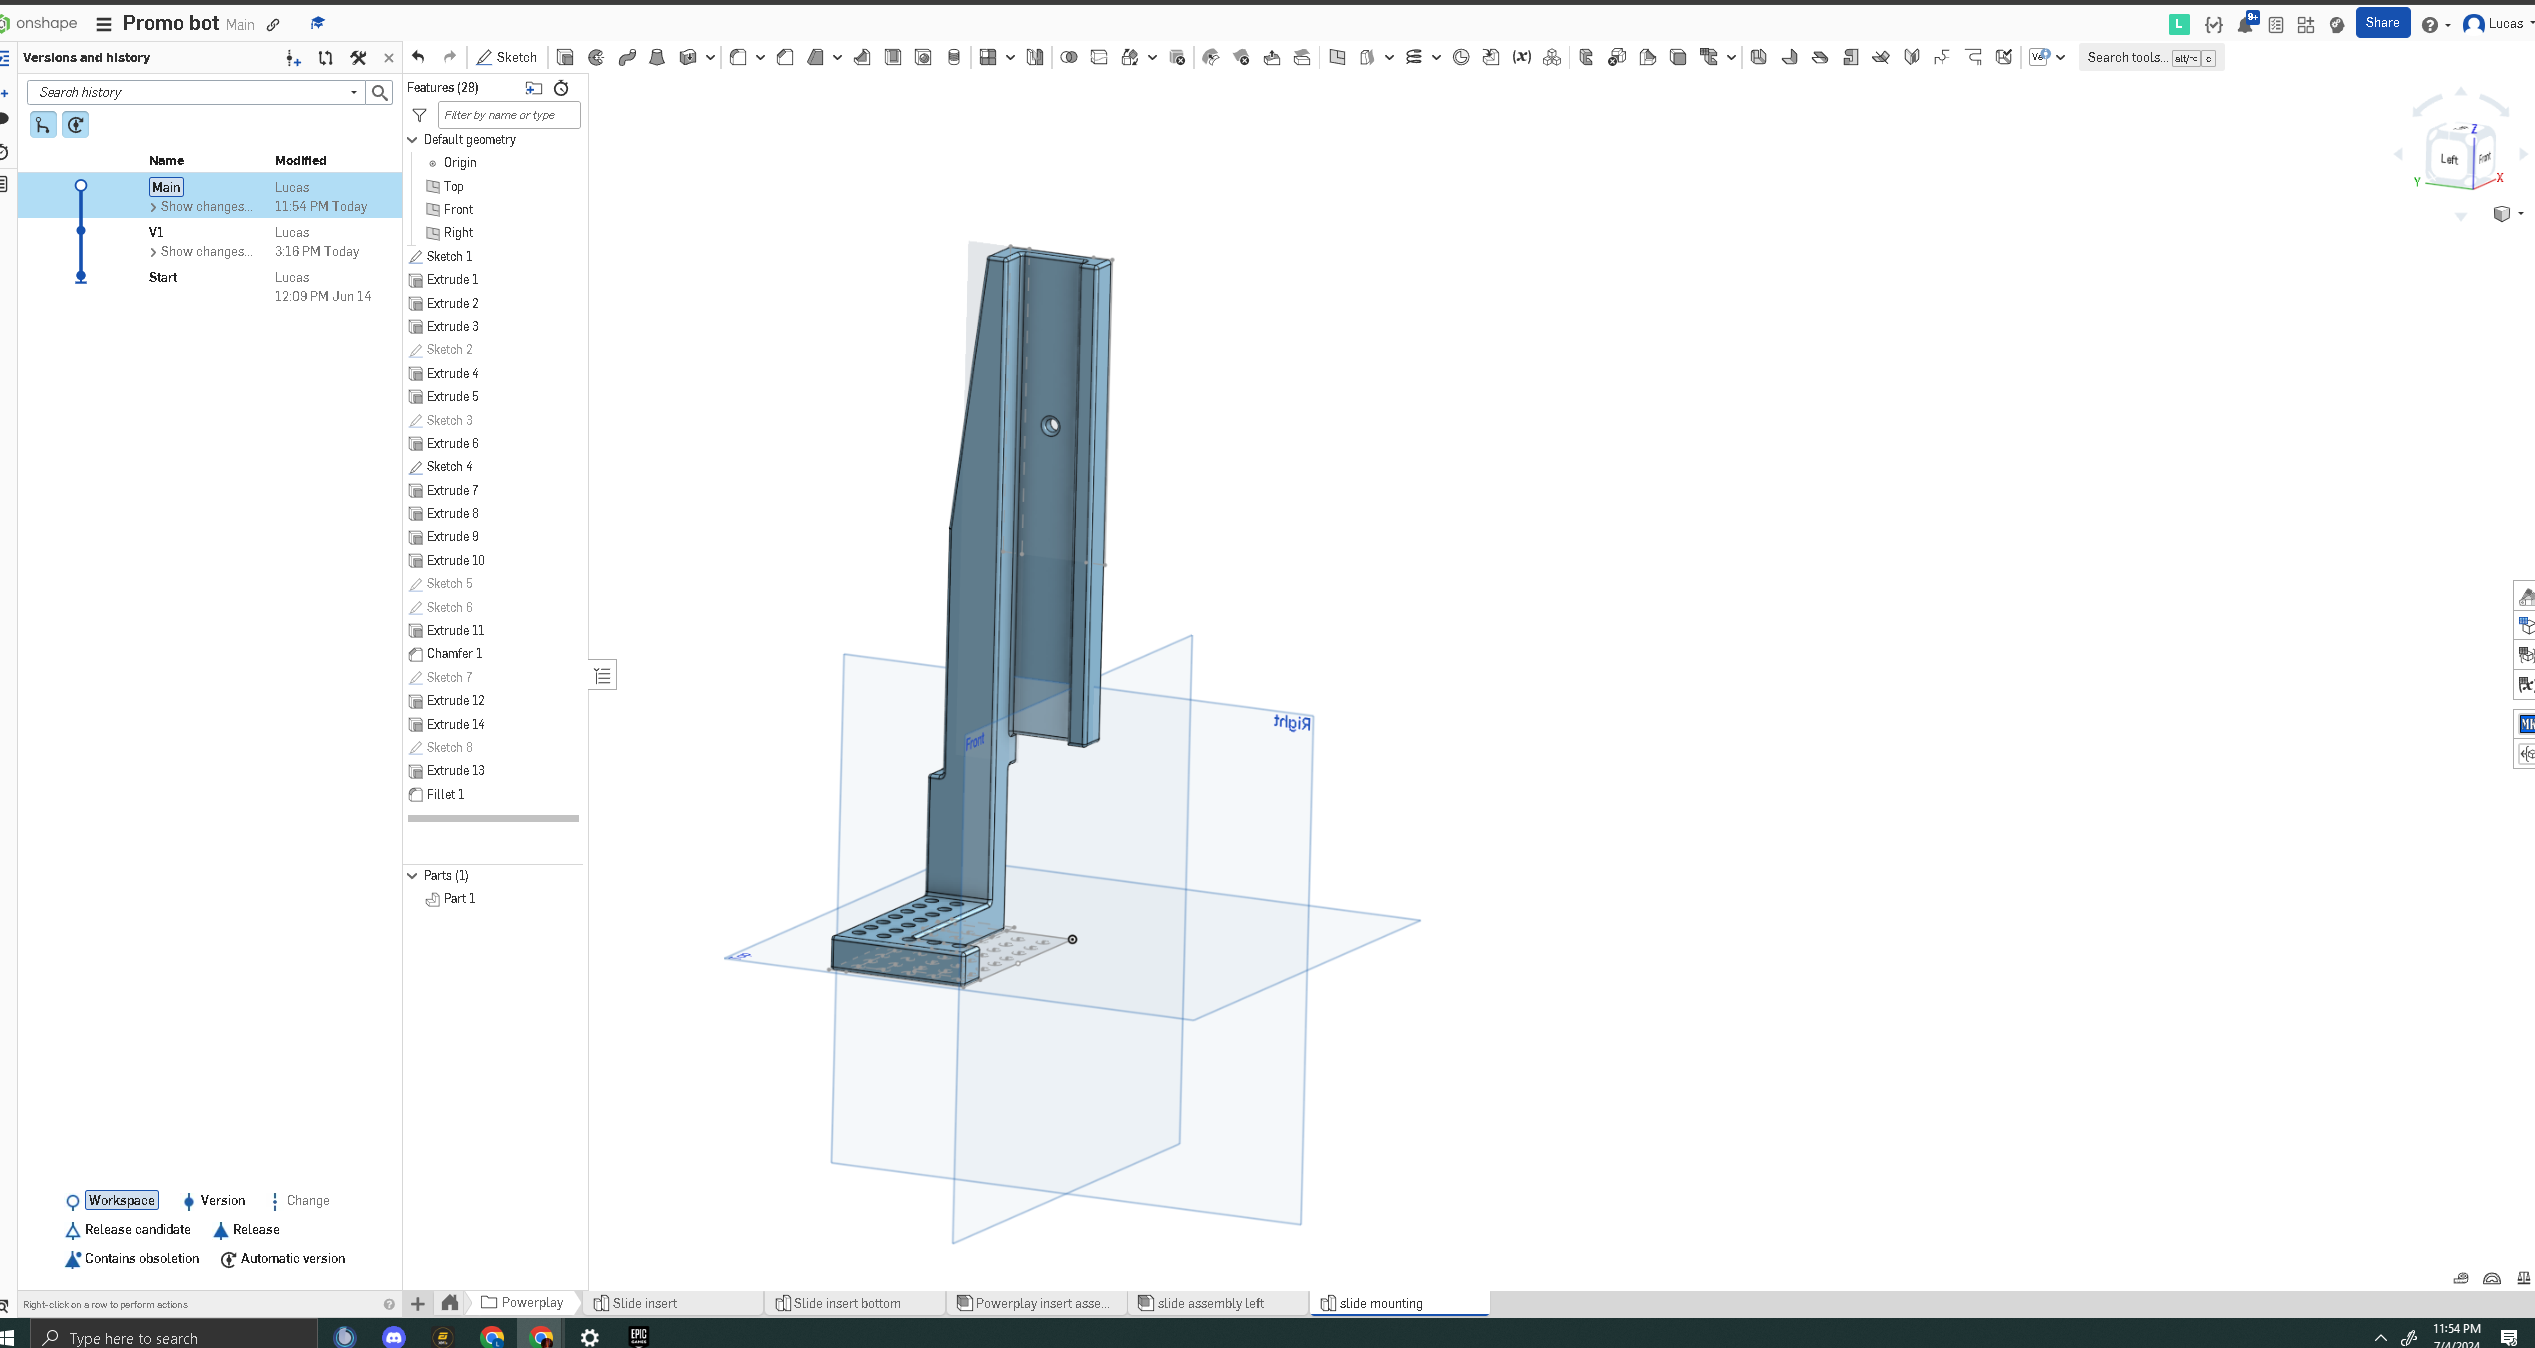 onshape
Promo bot Main
L
9+
Share
Lucas
Versions and history
Sketch
Search tools... alt/⌥ c
Search history
Features (28)
Filter by name or type
Name Modified
Main Lucas
Show changes... 11:54 PM Today
V1 Lucas
Show changes... 3:16 PM Today
Start Lucas
12:09 PM Jun 14
Default geometry
Origin
Top
Front
Right
Sketch 1
Extrude 1
Extrude 2
Extrude 3
Sketch 2
Extrude 4
Extrude 5
Sketch 3
Extrude 6
Sketch 4
Extrude 7
Extrude 8
Extrude 9
Extrude 10
Sketch 5
Sketch 6
Extrude 11
Chamfer 1
Sketch 7
Extrude 12
Extrude 14
Sketch 8
Extrude 13
Fillet 1
Parts (1)
Part 1
Z
Left Front
Y X
Front
Right
Workspace Version Change
Release candidate Release
Contains obsoletion Automatic version
Right-click on a row to perform actions
Powerplay
Slide insert
Slide insert bottom
Powerplay insert asse...
slide assembly left
slide mounting
Type here to search
EPIC
GAMES
11:54 PM
7/4/2024